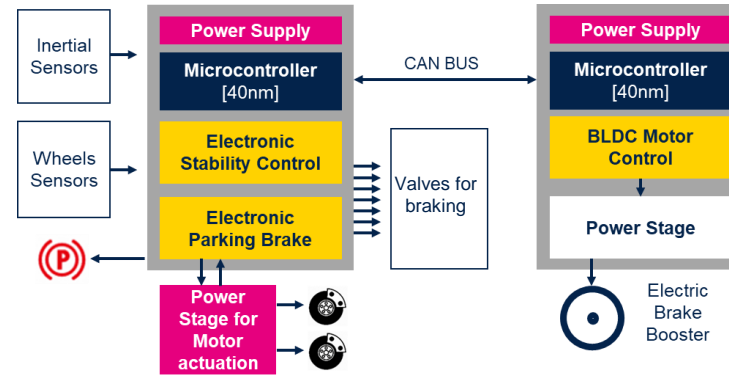 Inertial
Sensors
Wheels
Sensors
Power Supply
Microcontroller
[40nm]
Electronic
Stability Control
Electronic
Parking Brake
P
Power
Stage for
Motor
actuation
CAN BUS
Valves for
braking
Power Supply
Microcontroller
[40nm]
BLDC Motor
Control
Power Stage
Electric
Brake
Booster